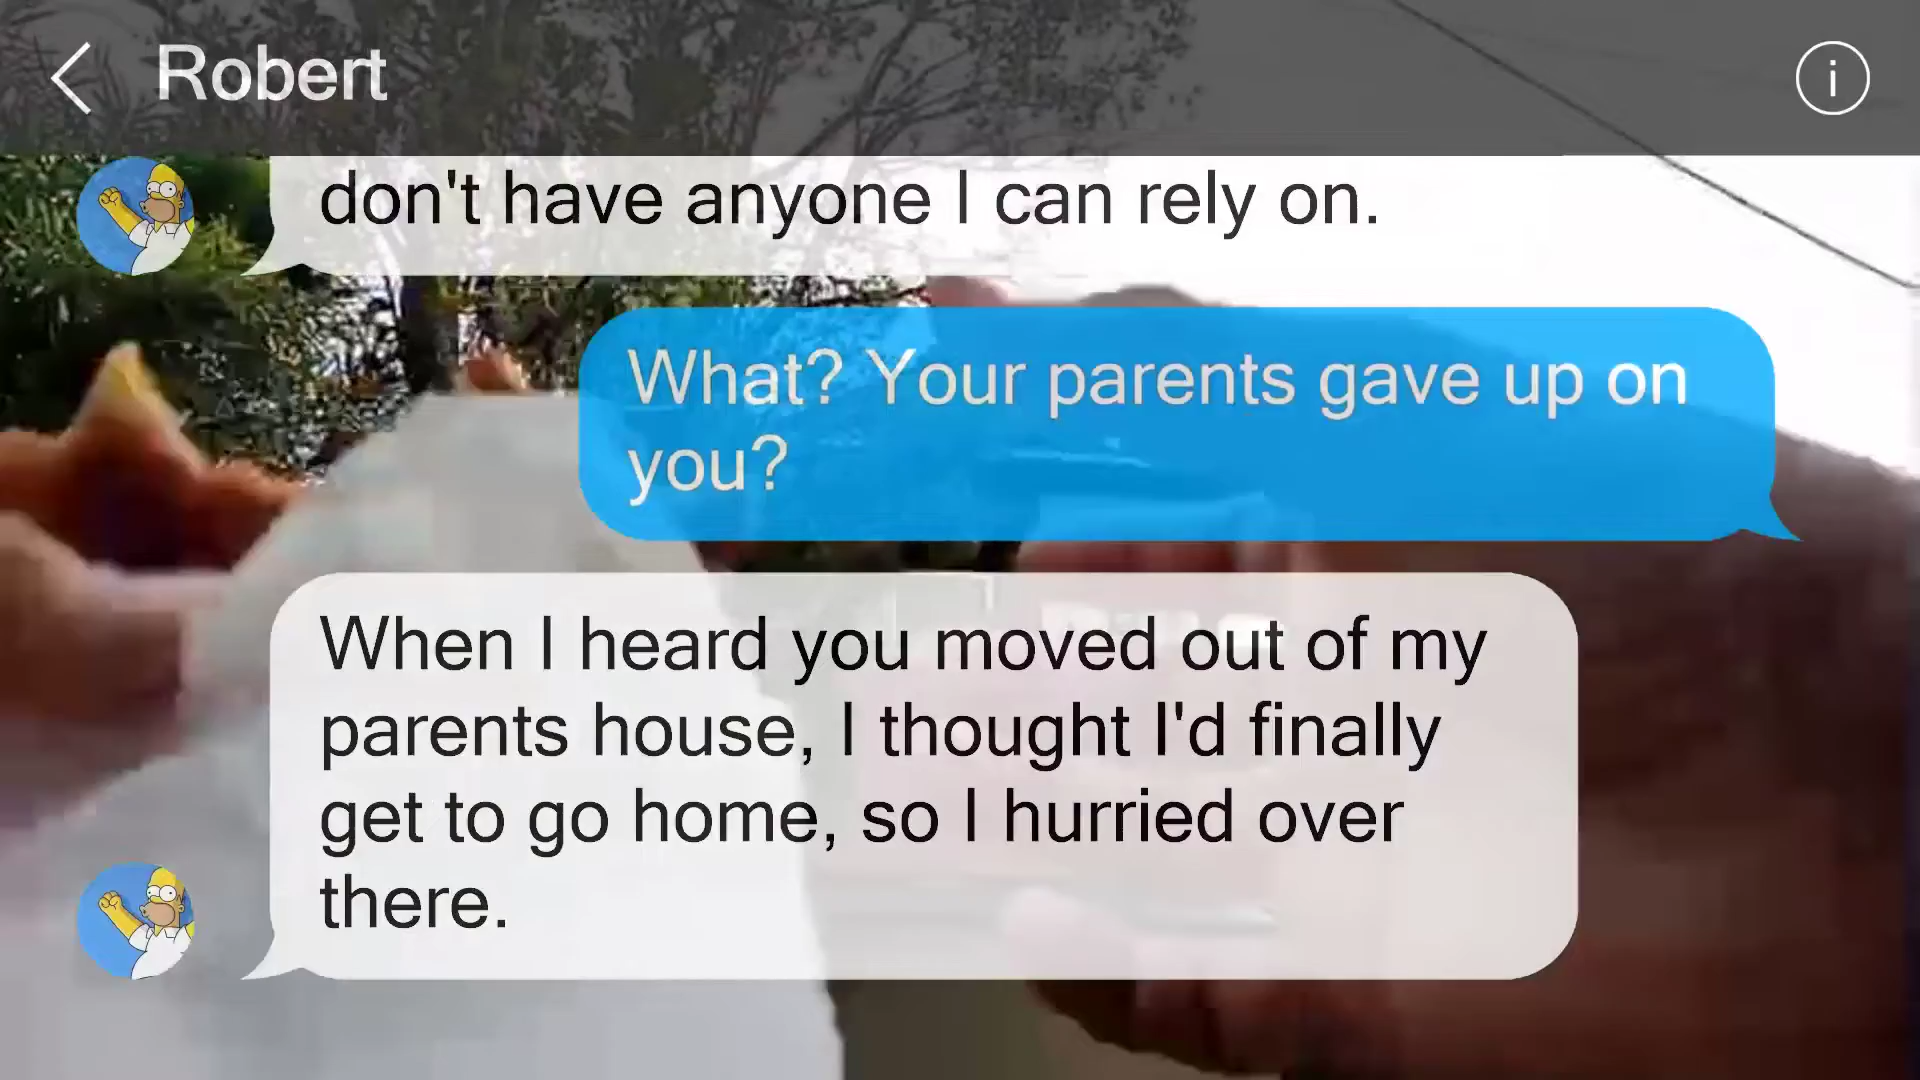 Robert
don't have anyone I can rely on.
What? Your parents gave up on
you?
When I heard you moved out of my
parents house, I thought I'd finally
get to go home, so I hurried over
there.